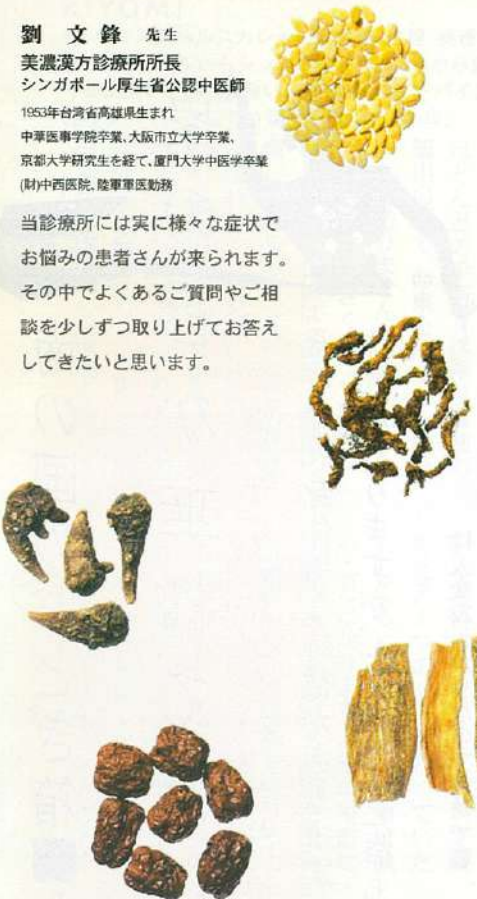 劉 文 鋒 先生
美濃漢方診療所所長
シンガポール厚生省公認中医師
1953年台湾省高雄県生まれ
中華医事学院卒業、大阪市立大学卒業、
京都大学研究生を経て、廈門大学中医学卒業
(財)中西医院、陸軍軍医勤務
当診療所には実に様々な症状で
お悩みの患者さんが来られます。
その中でよくあるご質問やご相
談を少しずつ取り上げてお答え
してきたいと思います。